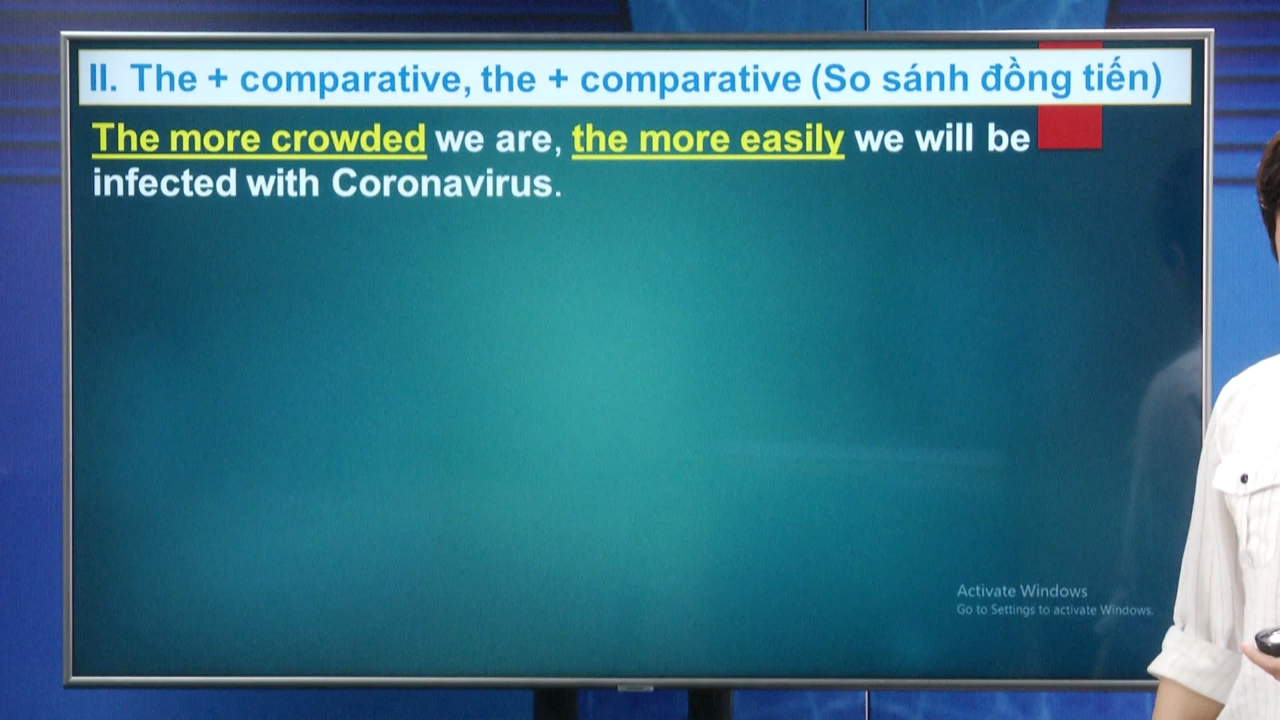 II. The + comparative, the + comparative (So sánh đồng tiến)
The more crowded we are, the more easily we will be
infected with Coronavirus.
Activate Windows
Go to Settings to activate Windows.